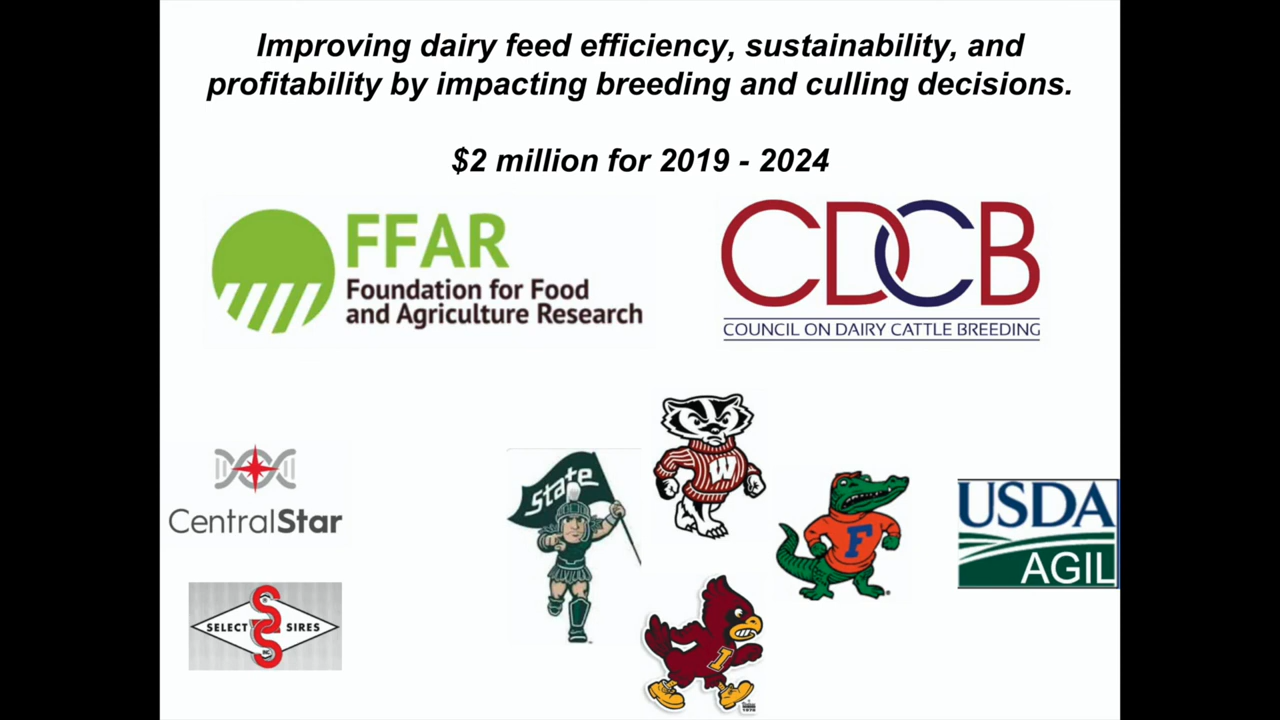 Improving dairy feed efficiency, sustainability, and
profitability by impacting breeding and culling decisions.
$2 million for 2019 - 2024
FFAR
Foundation for Food
and Agriculture Research
CDCB
COUNCIL ON DAIRY CATTLE BREEDING
CentralStar
SELECT SIRES
State
W
F
I
USDA
AGIL